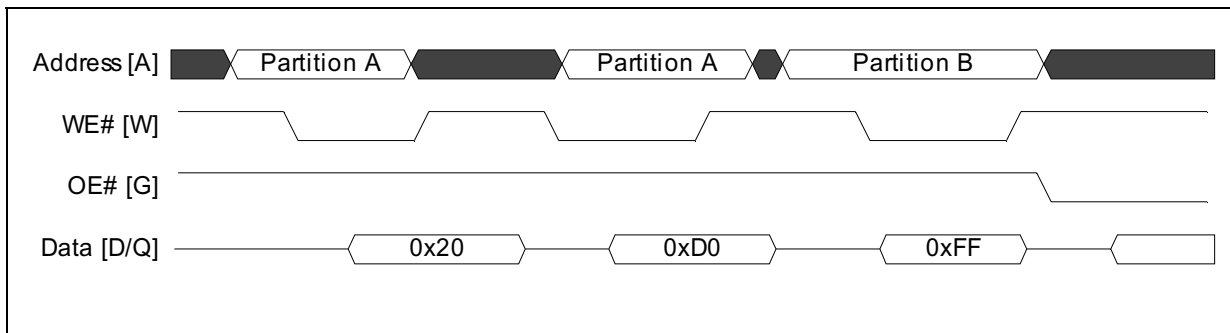 Address [A] Partition A Partition A Partition B
WE# [W]
OE# [G]
Data [D/Q] 0x20 0xD0 0xFF